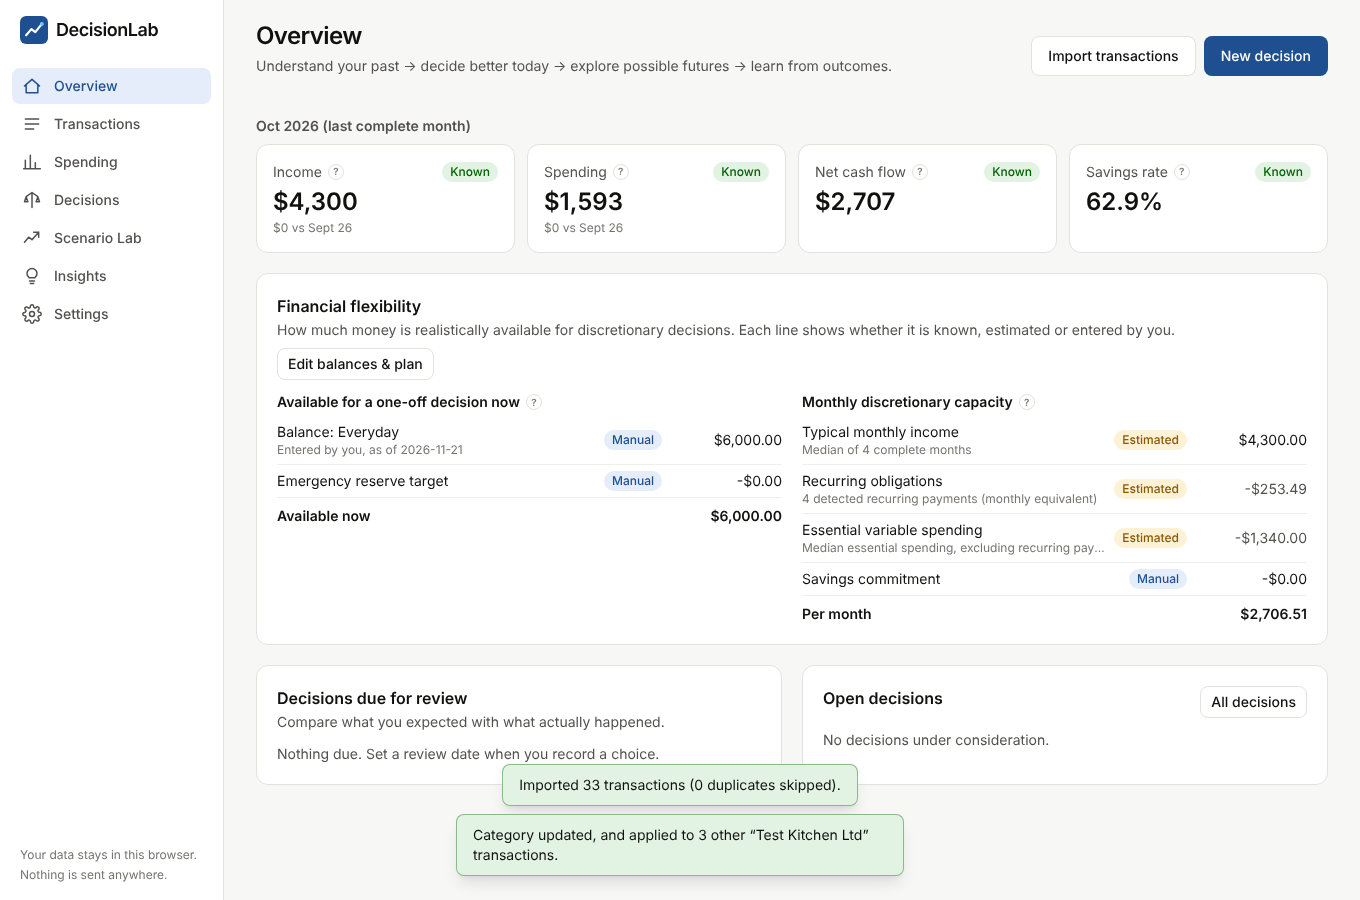 DecisionLab
Overview
Transactions
Spending
Decisions
Scenario Lab
Insights
Settings
Your data stays in this browser.
Nothing is sent anywhere.
Overview
Understand your past → decide better today → explore possible futures → learn from outcomes.
Import transactions
New decision
Oct 2026 (last complete month)
Income ? Known
$4,300
$0 vs Sept 26
Spending ? Known
$1,593
$0 vs Sept 26
Net cash flow ? Known
$2,707
Savings rate ? Known
62.9%
Financial flexibility
How much money is realistically available for discretionary decisions. Each line shows whether it is known, estimated or entered by you.
Edit balances & plan
Available for a one-off decision now ?
Balance: Everyday Manual $6,000.00
Entered by you, as of 2026-11-21
Emergency reserve target Manual -$0.00
Available now $6,000.00
Monthly discretionary capacity ?
Typical monthly income Estimated $4,300.00
Median of 4 complete months
Recurring obligations Estimated -$253.49
4 detected recurring payments (monthly equivalent)
Essential variable spending Estimated -$1,340.00
Median essential spending, excluding recurring pay...
Savings commitment Manual -$0.00
Per month $2,706.51
Decisions due for review
Compare what you expected with what actually happened.
Nothing due. Set a review date when you record a choice.
Open decisions
All decisions
No decisions under consideration.
Imported 33 transactions (0 duplicates skipped).
Category updated, and applied to 3 other “Test Kitchen Ltd”
transactions.